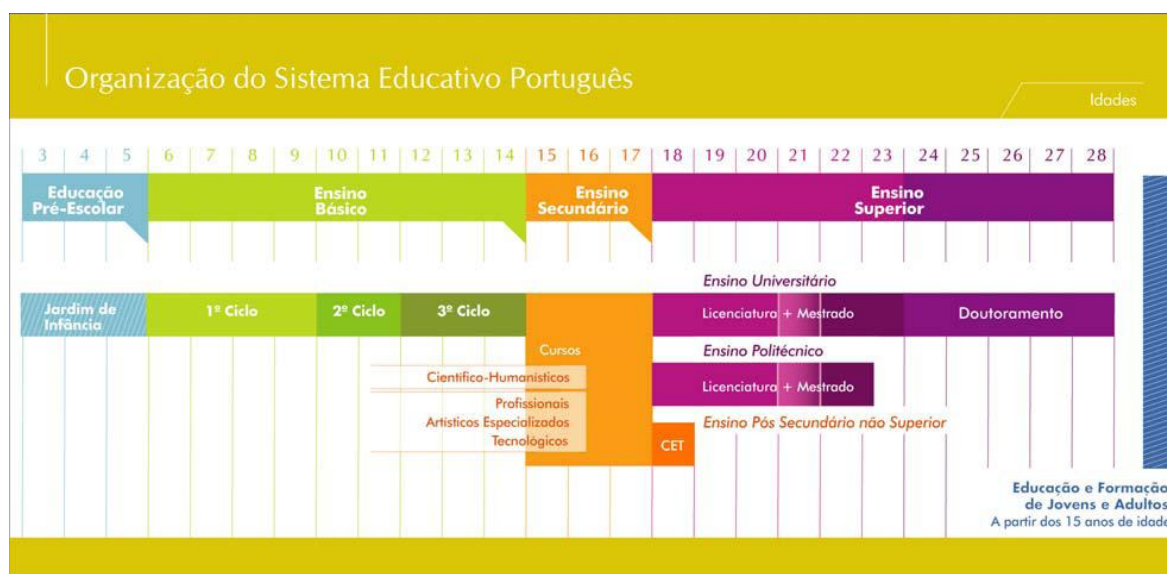 Organização do Sistema Educativo Português
Idades
3 4 5 6 7 8 9 10 11 12 13 14 15 16 17 18 19 20 21 22 23 24 25 26 27 28
Educação
Pré-Escolar
Ensino
Básico
Ensino
Secundário
Ensino
Superior
Ensino Universitário
Jardim de
Infância
1º Ciclo
2º Ciclo
3º Ciclo
Licenciatura + Mestrado
Doutoramento
Cursos
Ensino Politécnico
Científico-Humanísticos
Licenciatura + Mestrado
Profissionais
Artísticos Especializados
Tecnológicos
Ensino Pós Secundário não Superior
CET
Educação e Formação
de Jovens e Adultos
A partir dos 15 anos de idade